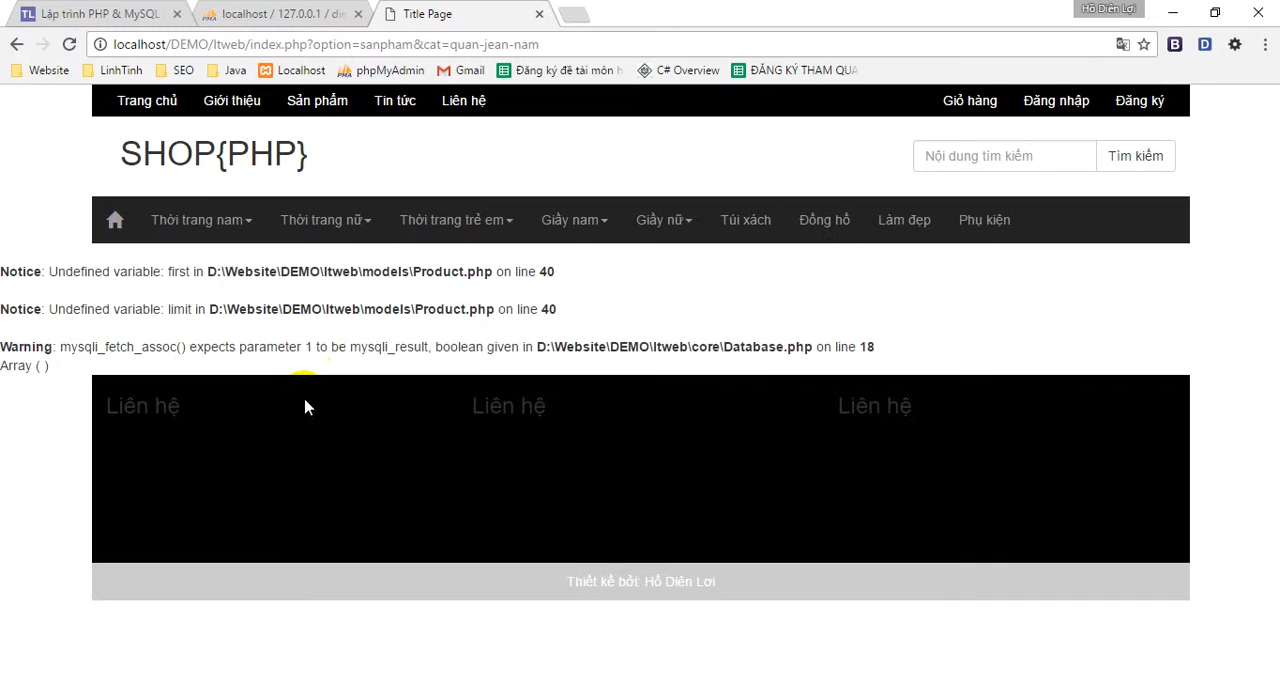 Lập trình PHP & MySQL
localhost / 127.0.0.1 / die
Title Page
Hồ Diên Lợi
localhost/DEMO/ltweb/index.php?option=sanpham&cat=quan-jean-nam
Website LinhTinh SEO Java Localhost phpMyAdmin Gmail Đăng ký đề tài môn h C# Overview ĐĂNG KÝ THAM QUA
Trang chủ Giới thiệu Sản phẩm Tin tức Liên hệ Giỏ hàng Đăng nhập Đăng ký
SHOP{PHP}
Nội dung tìm kiếm Tìm kiếm
Thời trang nam Thời trang nữ Thời trang trẻ em Giầy nam Giầy nữ Túi xách Đồng hồ Làm đẹp Phụ kiện
Notice: Undefined variable: first in D:\Website\DEMO\ltweb\models\Product.php on line 40
Notice: Undefined variable: limit in D:\Website\DEMO\ltweb\models\Product.php on line 40
Warning: mysqli_fetch_assoc() expects parameter 1 to be mysqli_result, boolean given in D:\Website\DEMO\ltweb\core\Database.php on line 18
Array ( )
Liên hệ Liên hệ Liên hệ
Thiết kế bởi: Hồ Diên Lợi